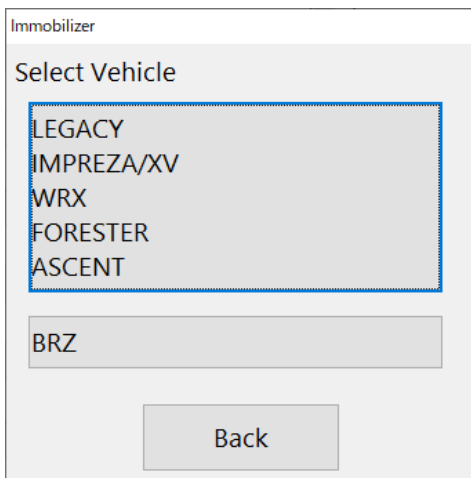 Immobilizer
Select Vehicle
LEGACY
IMPREZA/XV
WRX
FORESTER
ASCENT
BRZ
Back